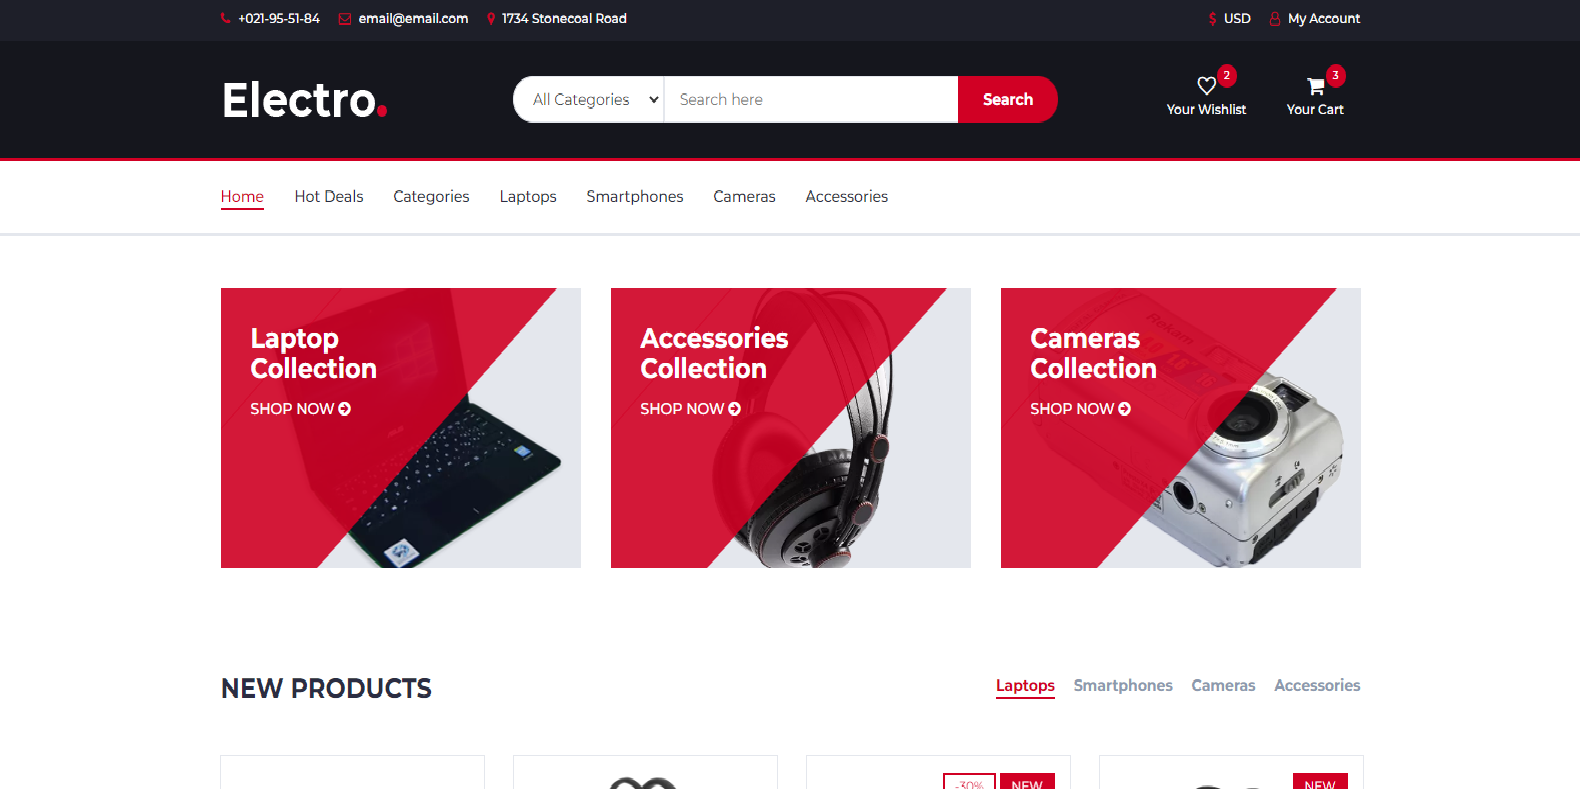 +021-95-51-84 email@email.com 1734 Stonecoal Road $ USD My Account
Electro.
All Categories Search here Search
2 3
Your Wishlist Your Cart
Home Hot Deals Categories Laptops Smartphones Cameras Accessories
Laptop
Collection
SHOP NOW
Accessories
Collection
SHOP NOW
Cameras
Collection
SHOP NOW
NEW PRODUCTS
Laptops Smartphones Cameras Accessories
-30% NEW NEW